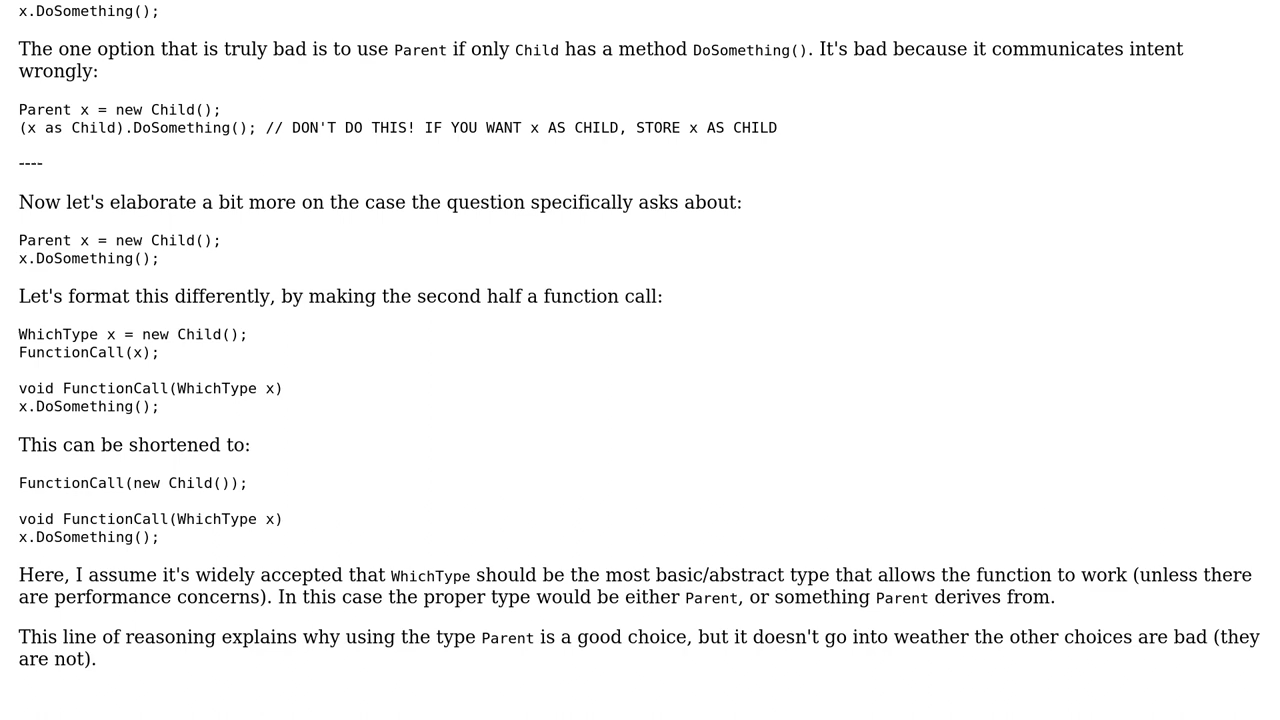 x.DoSomething();
The one option that is truly bad is to use Parent if only Child has a method DoSomething(). It's bad because it communicates intent
wrongly:
Parent x = new Child();
(x as Child).DoSomething(); // DON'T DO THIS! IF YOU WANT x AS CHILD, STORE x AS CHILD
----
Now let's elaborate a bit more on the case the question specifically asks about:
Parent x = new Child();
x.DoSomething();
Let's format this differently, by making the second half a function call:
WhichType x = new Child();
FunctionCall(x);
void FunctionCall(WhichType x)
x.DoSomething();
This can be shortened to:
FunctionCall(new Child());
void FunctionCall(WhichType x)
x.DoSomething();
Here, I assume it's widely accepted that WhichType should be the most basic/abstract type that allows the function to work (unless there
are performance concerns). In this case the proper type would be either Parent, or something Parent derives from.
This line of reasoning explains why using the type Parent is a good choice, but it doesn't go into weather the other choices are bad (they
are not).